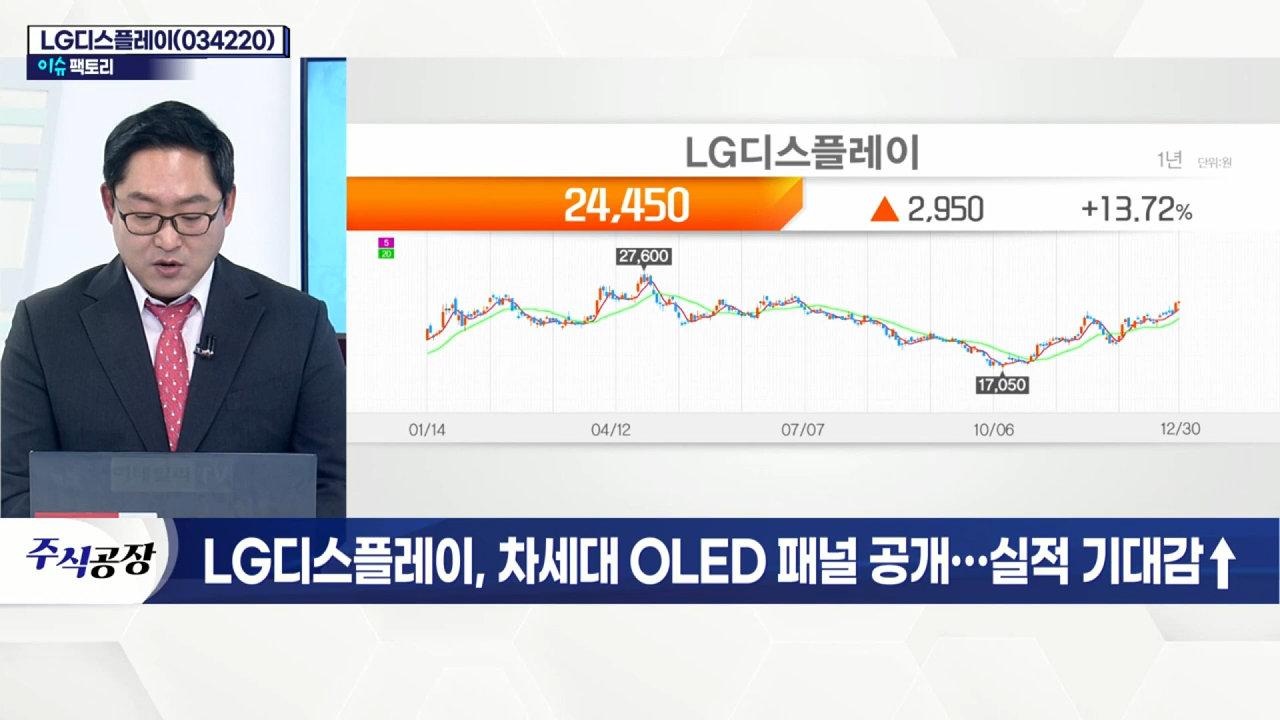 LG디스플레이(034220)
이슈 팩토리
LG디스플레이
1년 단위:원
24,450 ▲ 2,950 +13.72%
5
20
27,600
17,050
01/14 04/12 07/07 10/06 12/30
주식공장
LG디스플레이, 차세대 OLED 패널 공개…실적 기대감↑